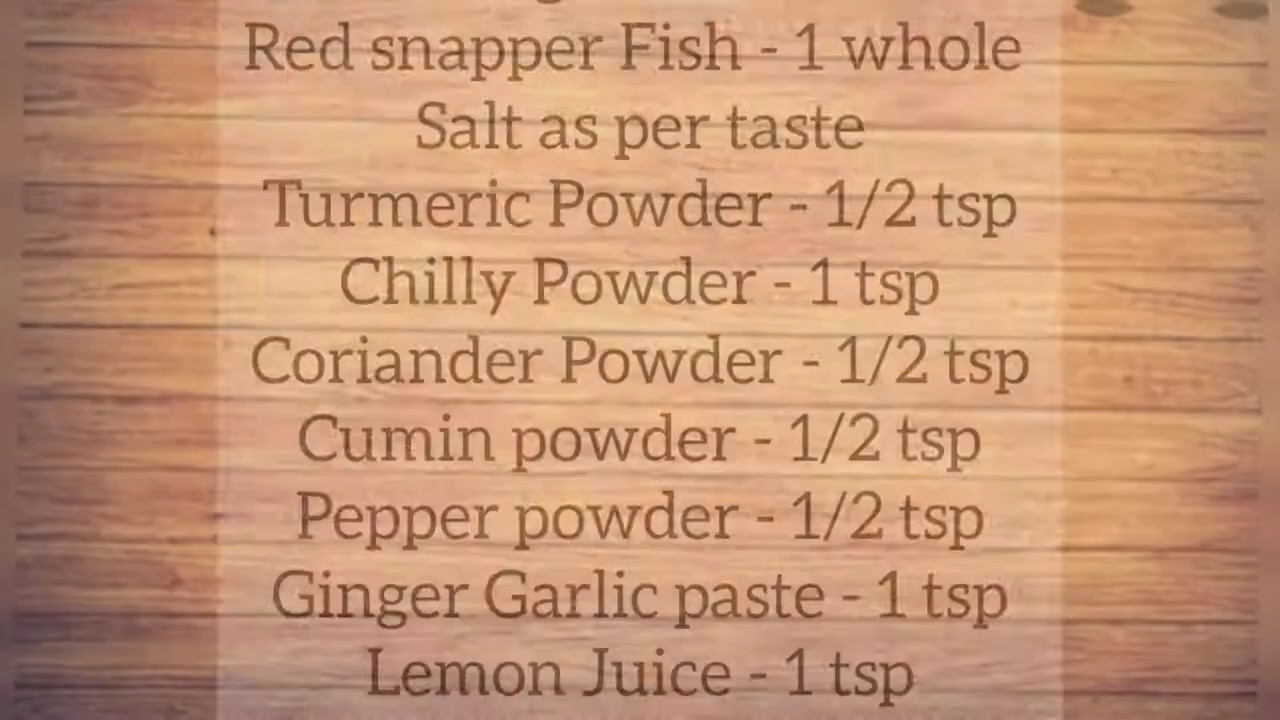 Red snapper Fish - 1 whole
Salt as per taste
Turmeric Powder - 1/2 tsp
Chilly Powder - 1 tsp
Coriander Powder - 1/2 tsp
Cumin powder - 1/2 tsp
Pepper powder - 1/2 tsp
Ginger Garlic paste - 1 tsp
Lemon Juice - 1 tsp